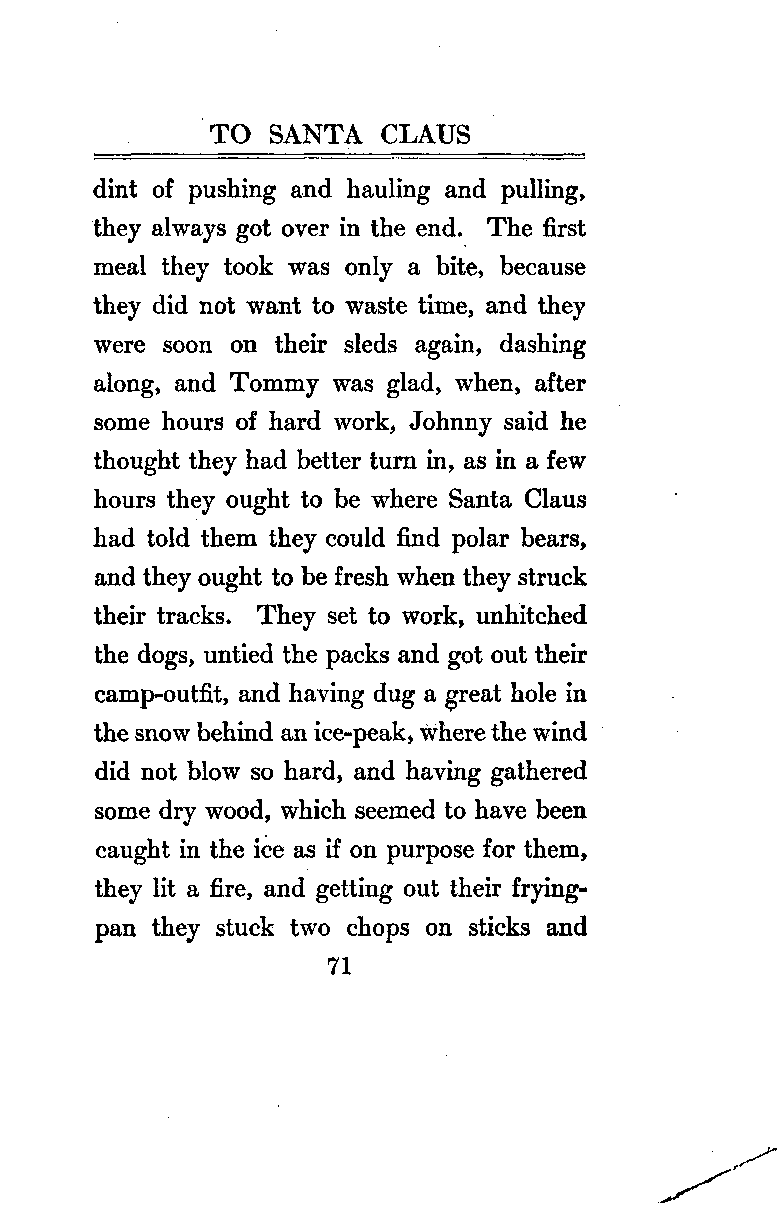 TO SANTA CLAUS
dint of pushing and hauling and pulling,
they always got over in the end. The first
meal they took was only a bite, because
they did not want to waste time, and they
were soon on their sleds again, dashing
along, and Tommy was glad, when, after
some hours of hard work, Johnny said he
thought they had better turn in, as in a few
hours they ought to be where Santa Claus
had told them they could find polar bears,
and they ought to be fresh when they struck
their tracks. They set to work, unhitched
the dogs, untied the packs and got out their
camp-outfit, and having dug a great hole in
the snow behind an ice-peak, where the wind
did not blow so hard, and having gathered
some dry wood, which seemed to have been
caught in the ice as if on purpose for them,
they lit a fire, and getting out their frying-
pan they stuck two chops on sticks and
71